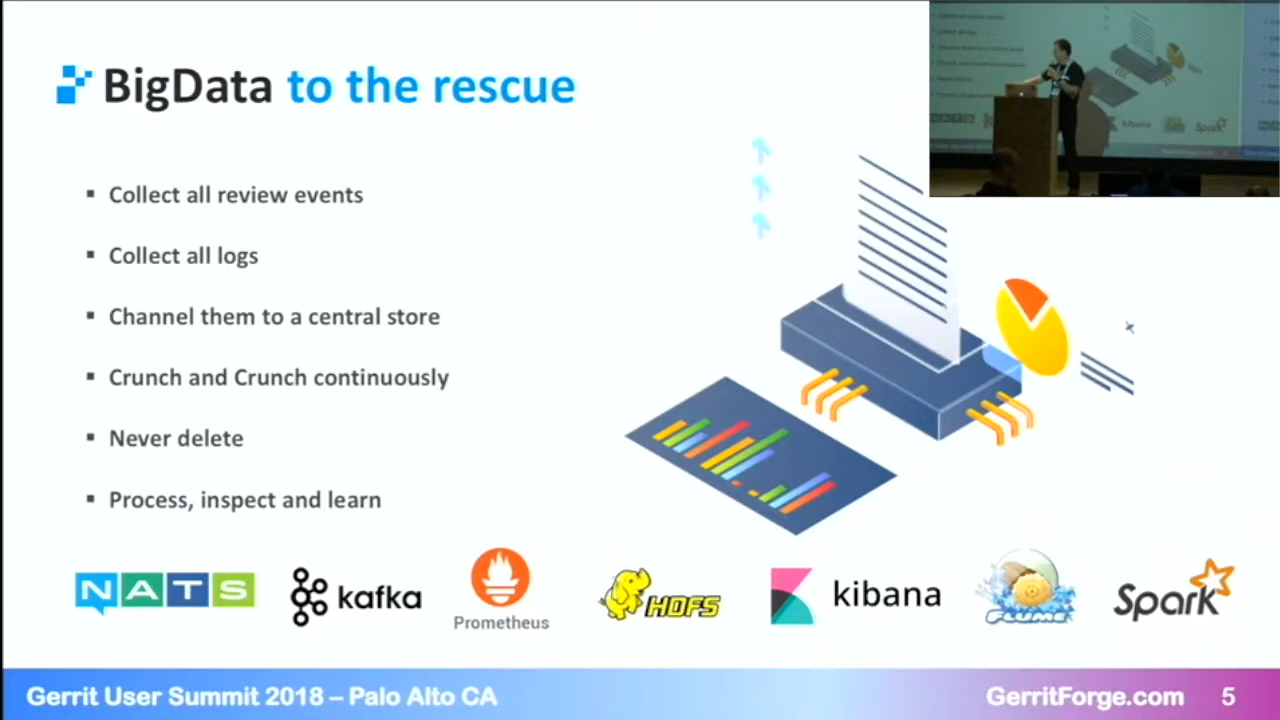 BigData to the rescue
Collect all review events
Collect all logs
Channel them to a central store
Crunch and Crunch continuously
Never delete
Process, inspect and learn
NATS
kafka
Prometheus
HDFS
kibana
FLUME
Spark
kibana
Spark
Gerrit User Summit 2018 – Palo Alto CA
GerritForge.com 5